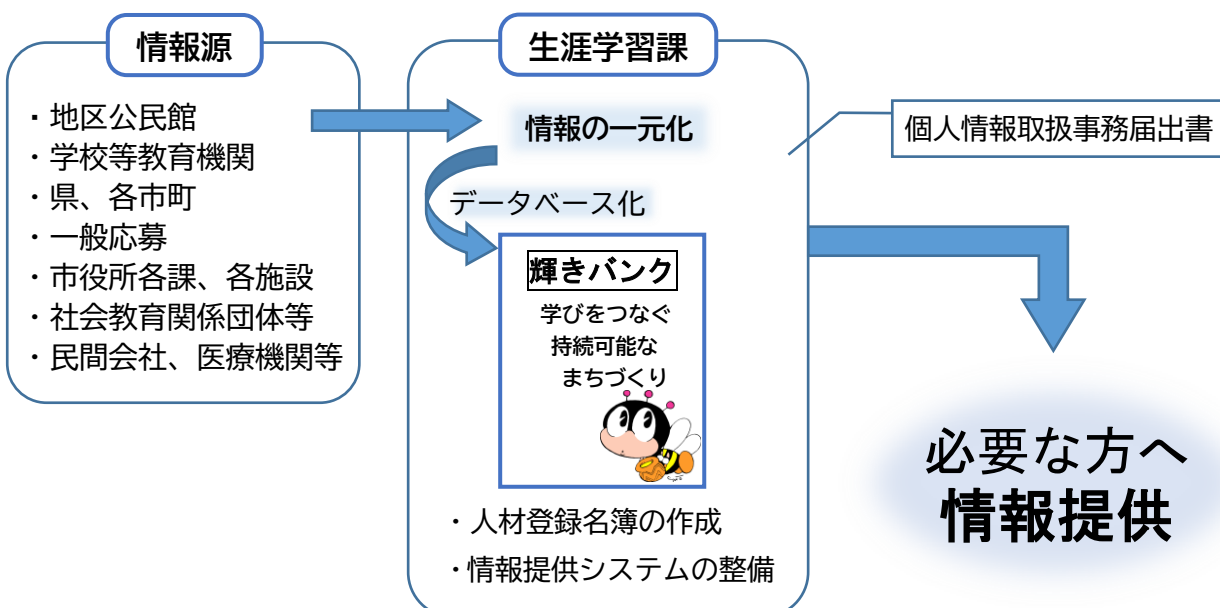 情報源
・地区公民館
・学校等教育機関
・県、各市町
・一般応募
・市役所各課、各施設
・社会教育関係団体等
・民間会社、医療機関等
生涯学習課
情報の一元化
データベース化
輝きバンク
学びをつなぐ
持続可能な
まちづくり
・人材登録名簿の作成
・情報提供システムの整備
個人情報取扱事務届出書
必要な方へ
情報提供